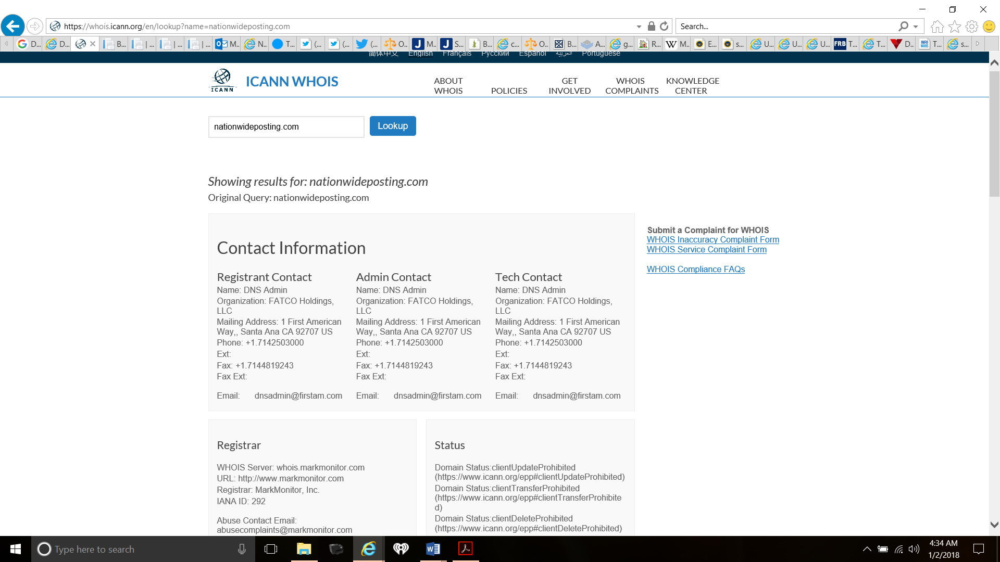 https://whois.icann.org/en/lookup?name=nationwideposting.com
Search...
D...
D...
B...
|...
|...
|...
M...
N...
T...
(...
(...
(...
O...
M...
S...
B...
c...
O...
B...
A...
g...
R...
M...
E...
s...
U...
U...
U...
FRB T...
T...
D...
INFO WARS T...
s...
简体中文 English Français Русский Español العربية Portuguese
ICANN
ICANN WHOIS
ABOUT WHOIS
POLICIES
GET INVOLVED
WHOIS COMPLAINTS
KNOWLEDGE CENTER
nationwideposting.com
Lookup
Showing results for: nationwideposting.com
Original Query: nationwideposting.com
Contact Information
Registrant Contact
Name: DNS Admin
Organization: FATCO Holdings,
LLC
Mailing Address: 1 First American
Way,, Santa Ana CA 92707 US
Phone: +1.7142503000
Ext:
Fax: +1.7144819243
Fax Ext:
Email: dnsadmin@firstam.com
Admin Contact
Name: DNS Admin
Organization: FATCO Holdings,
LLC
Mailing Address: 1 First American
Way,, Santa Ana CA 92707 US
Phone: +1.7142503000
Ext:
Fax: +1.7144819243
Fax Ext:
Email: dnsadmin@firstam.com
Tech Contact
Name: DNS Admin
Organization: FATCO Holdings,
LLC
Mailing Address: 1 First American
Way,, Santa Ana CA 92707 US
Phone: +1.7142503000
Ext:
Fax: +1.7144819243
Fax Ext:
Email: dnsadmin@firstam.com
Submit a Complaint for WHOIS
WHOIS Inaccuracy Complaint Form
WHOIS Service Complaint Form
WHOIS Compliance FAQs
Registrar
WHOIS Server: whois.markmonitor.com
URL: http://www.markmonitor.com
Registrar: MarkMonitor, Inc.
IANA ID: 292
Abuse Contact Email:
abusecomplaints@markmonitor.com
Status
Domain Status:clientUpdateProhibited
(https://www.icann.org/epp#clientUpdateProhibited)
Domain Status:clientTransferProhibited
(https://www.icann.org/epp#clientTransferProhibite
d)
Domain Status:clientDeleteProhibited
(https://www.icann.org/epp#clientDeleteProhibited)
Type here to search
4:34 AM
1/2/2018